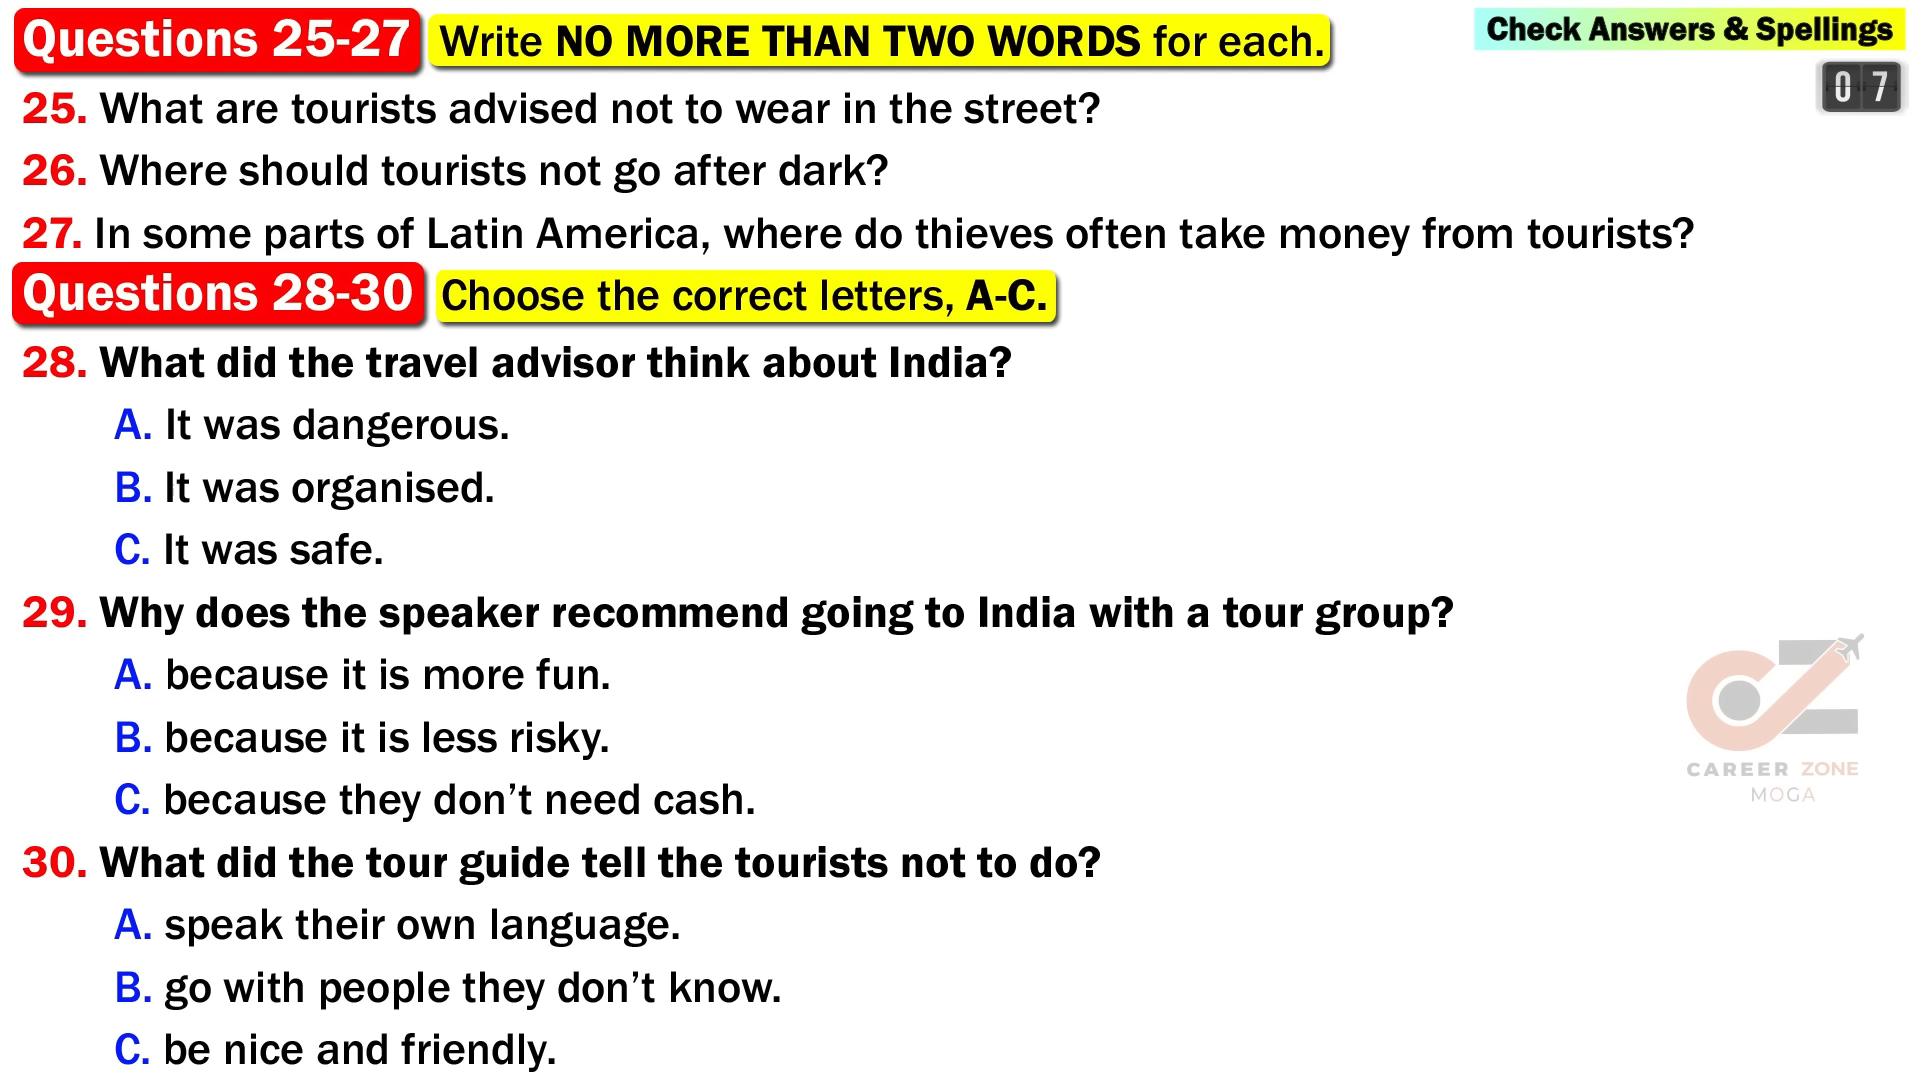 Questions 25-27 Write NO MORE THAN TWO WORDS for each.
Check Answers & Spellings
07
25. What are tourists advised not to wear in the street?
26. Where should tourists not go after dark?
27. In some parts of Latin America, where do thieves often take money from tourists?
Questions 28-30 Choose the correct letters, A-C.
28. What did the travel advisor think about India?
A. It was dangerous.
B. It was organised.
C. It was safe.
29. Why does the speaker recommend going to India with a tour group?
A. because it is more fun.
B. because it is less risky.
C. because they don’t need cash.
30. What did the tour guide tell the tourists not to do?
A. speak their own language.
B. go with people they don’t know.
C. be nice and friendly.
CZ
CAREER ZONE
MOGA